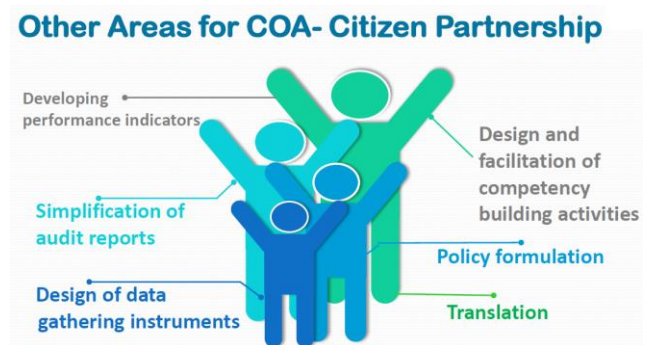 Other Areas for COA- Citizen Partnership
Developing
performance indicators
Simplification of
audit reports
Design of data
gathering instruments
Design and
facilitation of
competency
building activities
Policy formulation
Translation